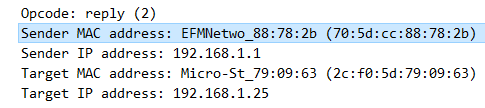 Opcode: reply (2)
Sender MAC address: EFMNetwo_88:78:2b (70:5d:cc:88:78:2b)
Sender IP address: 192.168.1.1
Target MAC address: Micro-St_79:09:63 (2c:f0:5d:79:09:63)
Target IP address: 192.168.1.25